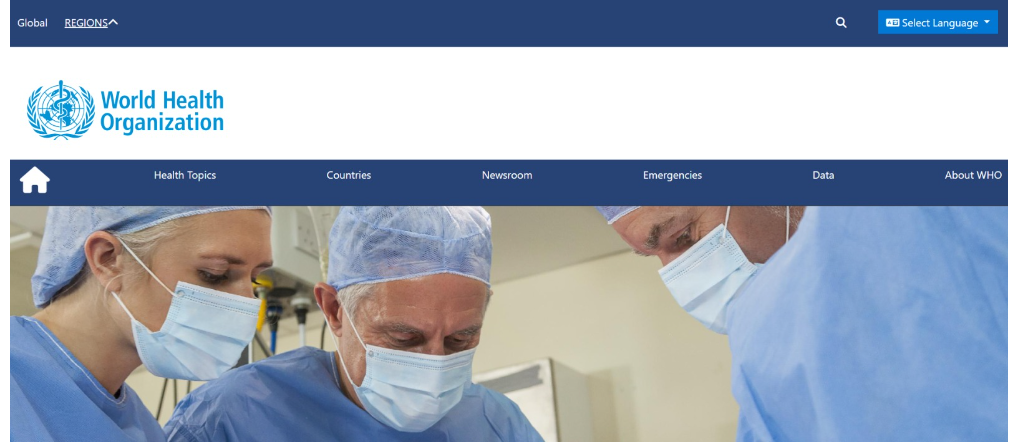 Global REGIONS Select Language
World Health
Organization
Health Topics Countries Newsroom Emergencies Data About WHO